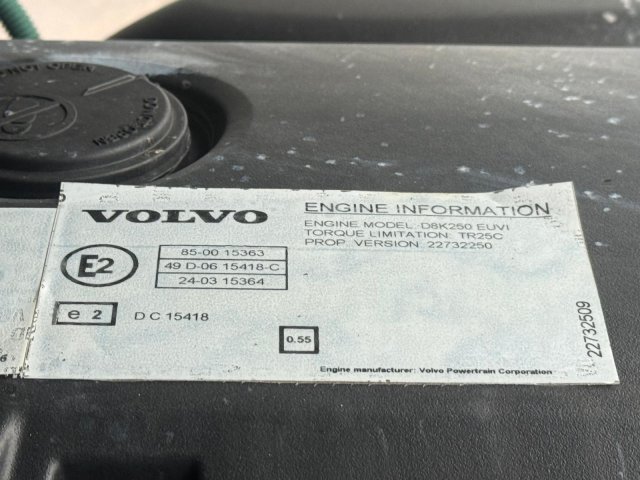 VOLVO
ENGINE INFORMATION
ENGINE MODEL: D8K250 EUVI
TORQUE LIMITATION: TR25C
PROP. VERSION: 22732250
E2
85-00 15363
49 D-06 15418-C
24-03 15364
e 2
D C 15418
0.55
22732509
Engine manufacturer: Volvo Powertrain Corporation